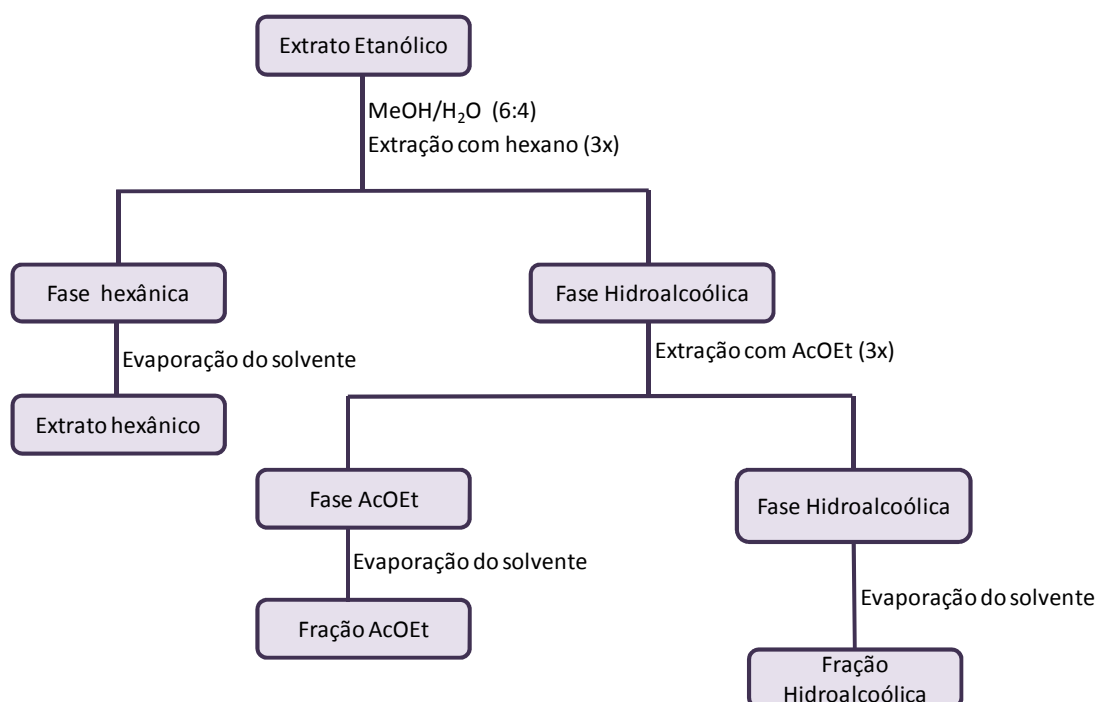 Extrato Etanólico
MeOH/H₂O (6:4)
Extração com hexano (3x)
Fase hexânica
Fase Hidroalcoólica
Evaporação do solvente
Extração com AcOEt (3x)
Extrato hexânico
Fase AcOEt
Fase Hidroalcoólica
Evaporação do solvente
Evaporação do solvente
Fração AcOEt
Fração
Hidroalcoólica